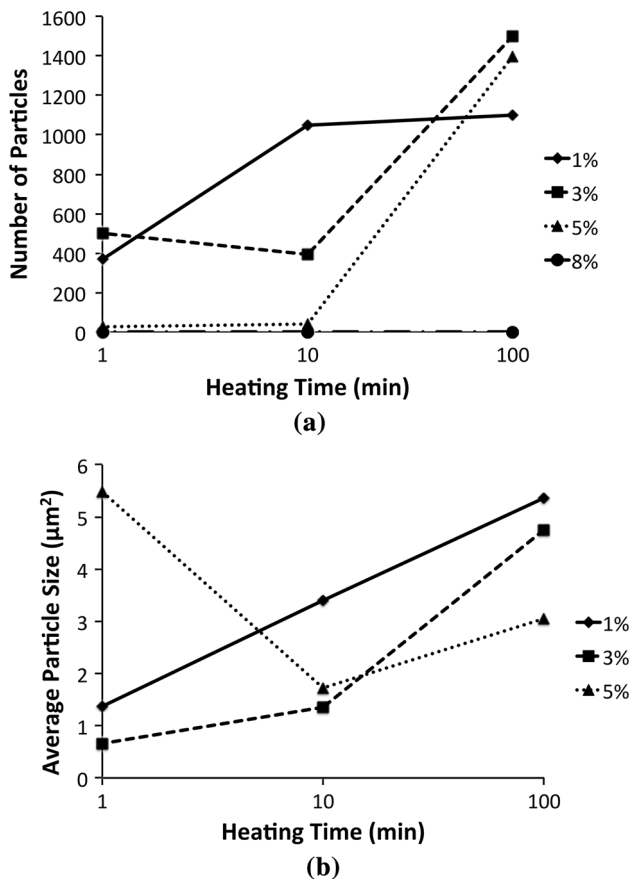 1600
1400
1200
1000
800
600
400
200
0
Number of Particles
1 10 100
Heating Time (min)
1%
3%
5%
8%
(a)
6
5
4
3
2
1
0
Average Particle Size (µm²)
1 10 100
Heating Time (min)
1%
3%
5%
(b)